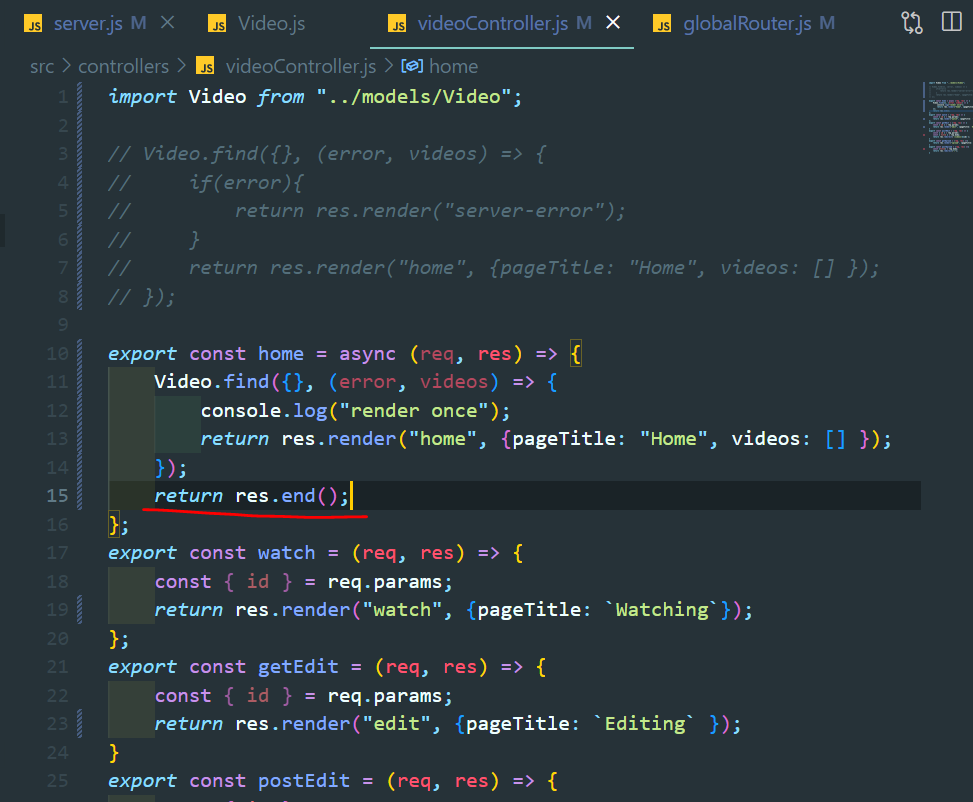 JS server.js M ×
JS Video.js
JS videoController.js M ×
JS globalRouter.js M
src > controllers > JS videoController.js > home
1 import Video from "../models/Video";
2
3 // Video.find({}, (error, videos) => {
4 //     if(error){
5 //         return res.render("server-error");
6 //     }
7 //     return res.render("home", {pageTitle: "Home", videos: [] });
8 // });
9
10 export const home = async (req, res) => {
11     Video.find({}, (error, videos) => {
12         console.log("render once");
13         return res.render("home", {pageTitle: "Home", videos: [] });
14     });
15     return res.end();
16 };
17 export const watch = (req, res) => {
18     const { id } = req.params;
19     return res.render("watch", {pageTitle: `Watching`});
20 };
21 export const getEdit = (req, res) => {
22     const { id } = req.params;
23     return res.render("edit", {pageTitle: `Editing` });
24 }
25 export const postEdit = (req, res) => {